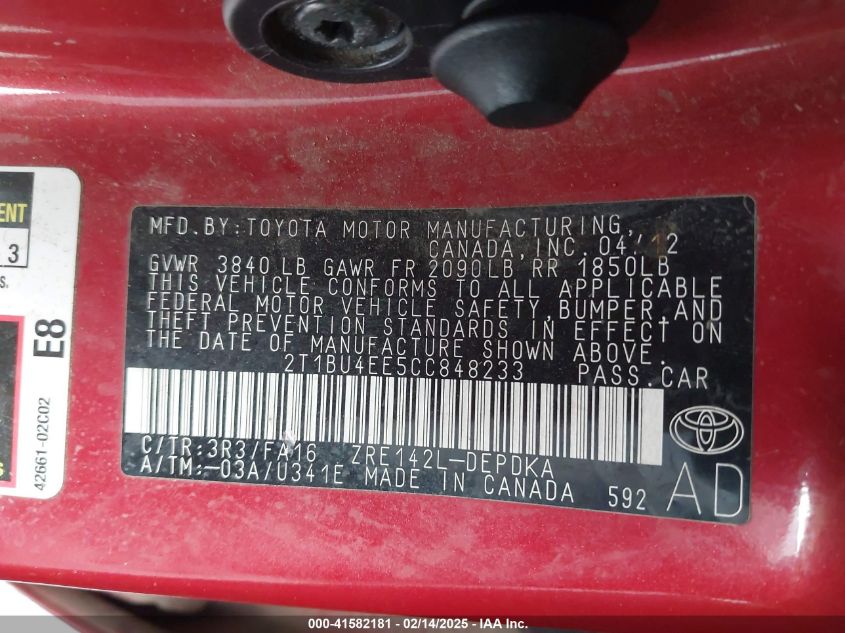 MFD.BY:TOYOTA MOTOR MANUFACTURING,
CANADA,INC. 04/12
GVWR 3840 LB GAWR FR 2090LB RR 1850LB
THIS VEHICLE CONFORMS TO ALL APPLICABLE
FEDERAL MOTOR VEHICLE SAFETY,BUMPER,AND
THEFT PREVENTION STANDARDS IN EFFECT ON
THE DATE OF MANUFACTURE SHOWN ABOVE.
2T1BU4EE5CC848233 PASS.CAR
C/TR:3R3/FA16 ZRE142L-DEPDKA
A/TM:-03A/U341E MADE IN CANADA 592
AD
3
E8
42661-02C02
000-41582181 - 02/14/2025 - IAA Inc.